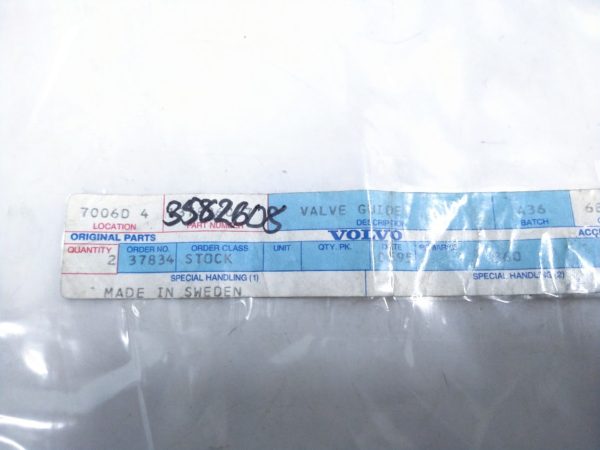 7006D 4 3582608 VALVE GUIDE 436
LOCATION PART NUMBER DESCRIPTION BATCH
ORIGINAL PARTS VOLVO
QUANTITY ORDER NO. ORDER CLASS UNIT QTY. PK. DATE
2 37834 STOCK
SPECIAL HANDLING (1) SPECIAL HANDLING (2)
MADE IN SWEDEN